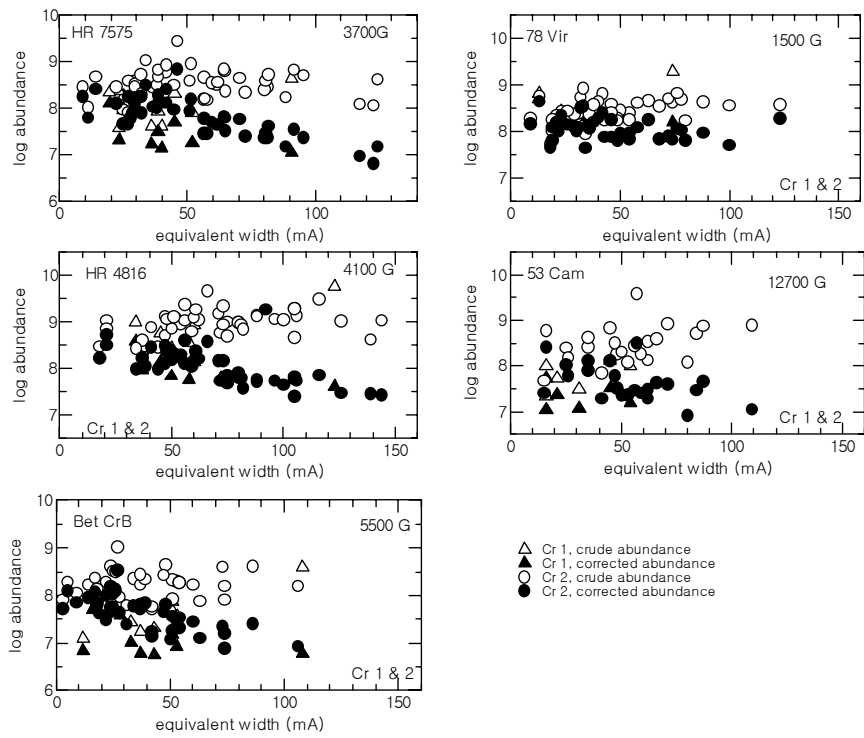 HR 7575
3700G
10
9
8
7
6
log abundance
0
50
100
equivalent width (mA)
78 Vir
1500 G
10
9
8
7
log abundance
Cr 1 & 2
0
50
100
150
equivalent width (mA)
HR 4816
4100 G
10
9
8
7
log abundance
Cr 1 & 2
0
50
100
150
equivalent width (mA)
53 Cam
12700 G
10
9
8
7
log abundance
Cr 1 & 2
0
50
100
150
equivalent width (mA)
Bet CrB
5500 G
10
9
8
7
6
log abundance
Cr 1 & 2
0
50
100
150
equivalent width (mA)
Cr 1, crude abundance
Cr 1, corrected abundance
Cr 2, crude abundance
Cr 2, corrected abundance